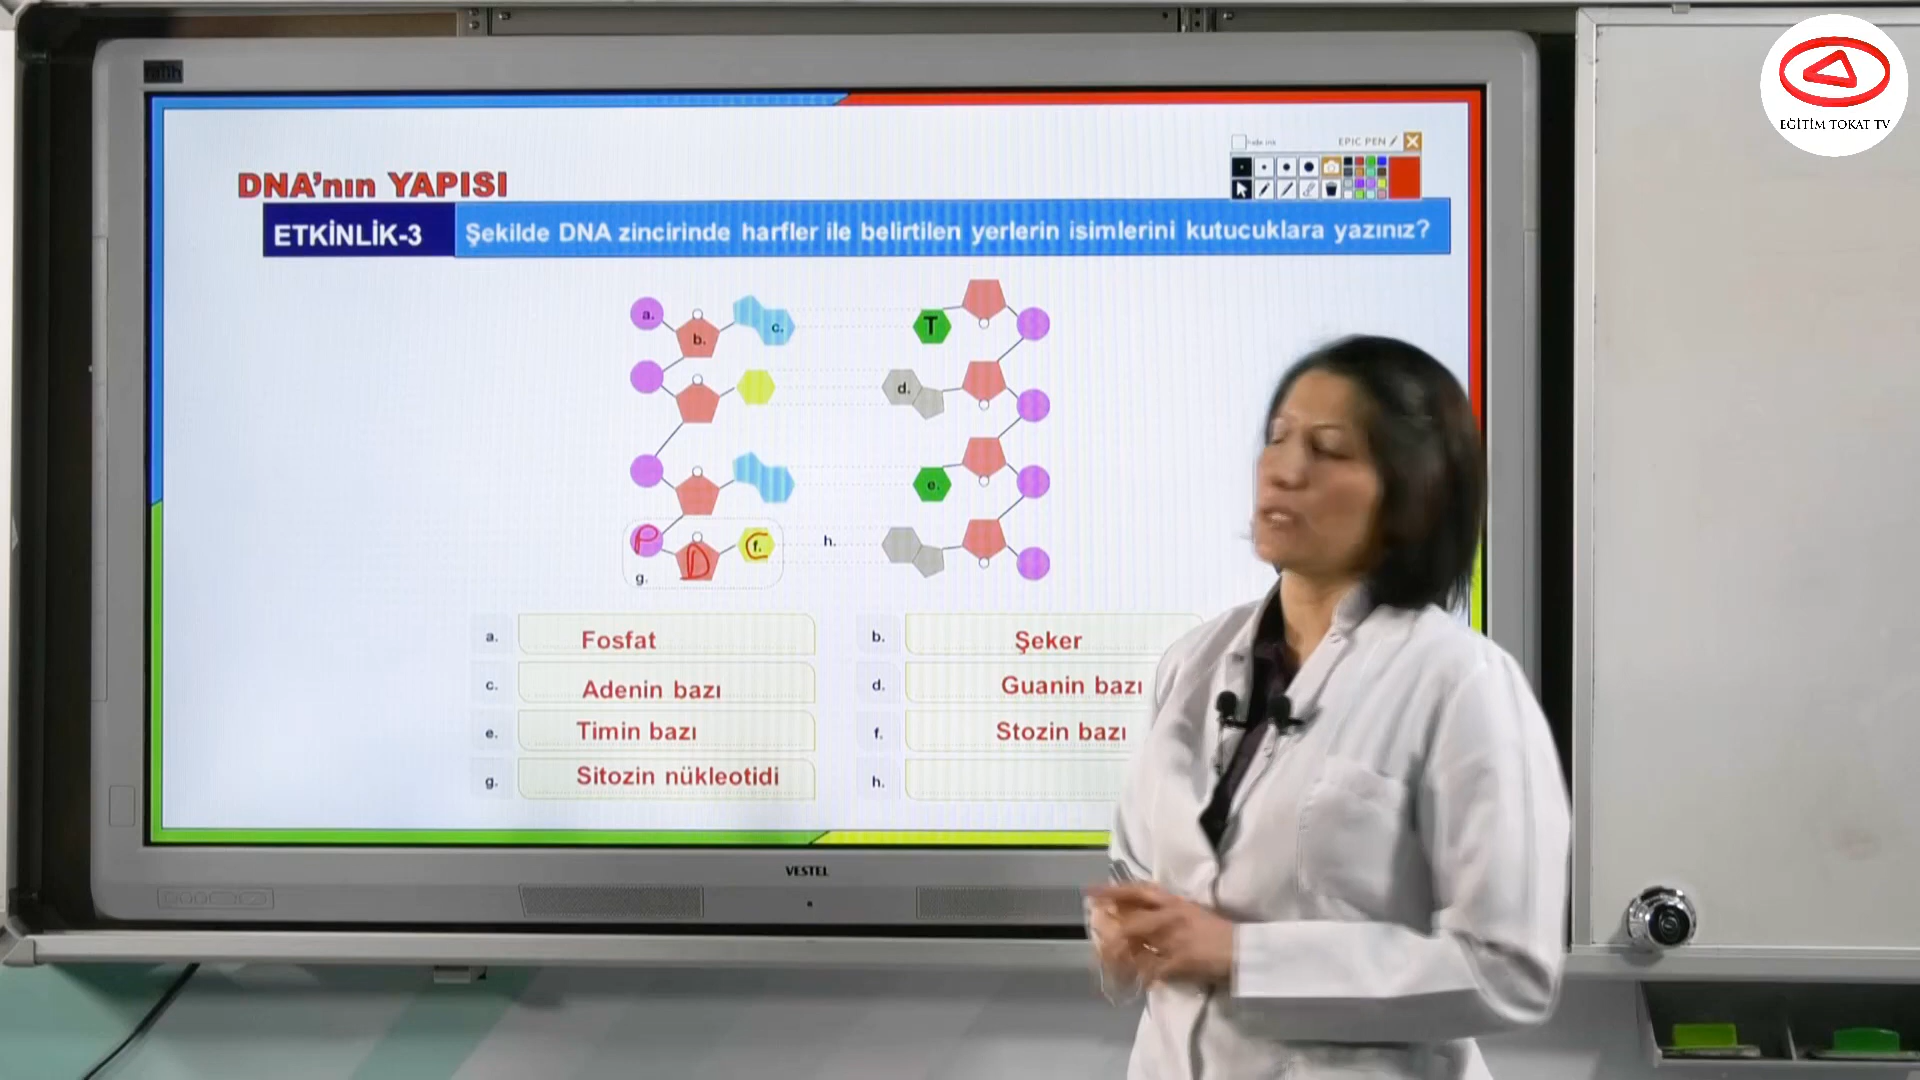 EĞİTİM TOKAT TV
EPIC PEN
DNA’nın YAPISI
ETKİNLİK-3
Şekilde DNA zincirinde harfler ile belirtilen yerlerin isimlerini kutucuklara yazınız?
a.
b.
c.
T
d.
e.
P
D
C
f.
g.
h.
a. Fosfat
b. Şeker
c. Adenin bazı
d. Guanin bazı
e. Timin bazı
f. Stozin bazı
g. Sitozin nükleotidi
h.
VESTEL